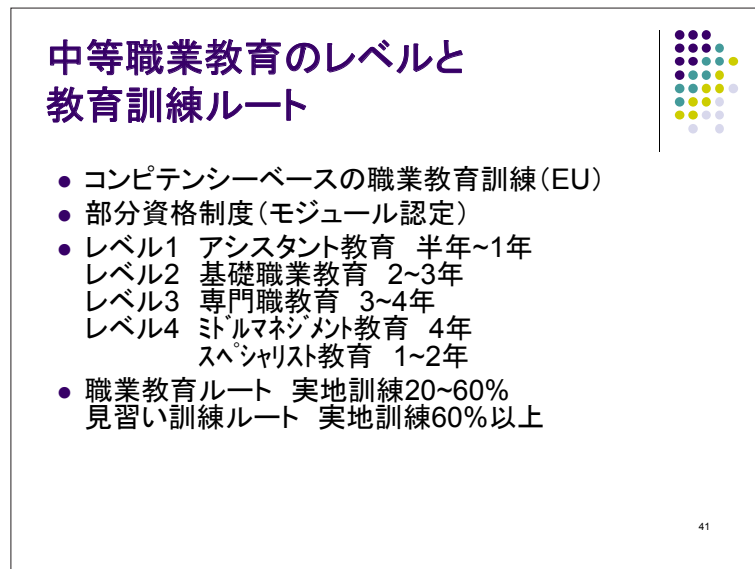 中等職業教育のレベルと
教育訓練ルート
● コンピテンシーベースの職業教育訓練（EU）
● 部分資格制度（モジュール認定）
● レベル1　アシスタント教育　半年~1年
レベル2　基礎職業教育　2~3年
レベル3　専門職教育　3~4年
レベル4　ﾐﾄﾞﾙﾏﾈｼﾞﾒﾝﾄ教育　4年
ｽﾍﾟｼｬﾘｽﾄ教育　1~2年
● 職業教育ルート　実地訓練20~60%
見習い訓練ルート　実地訓練60%以上
41